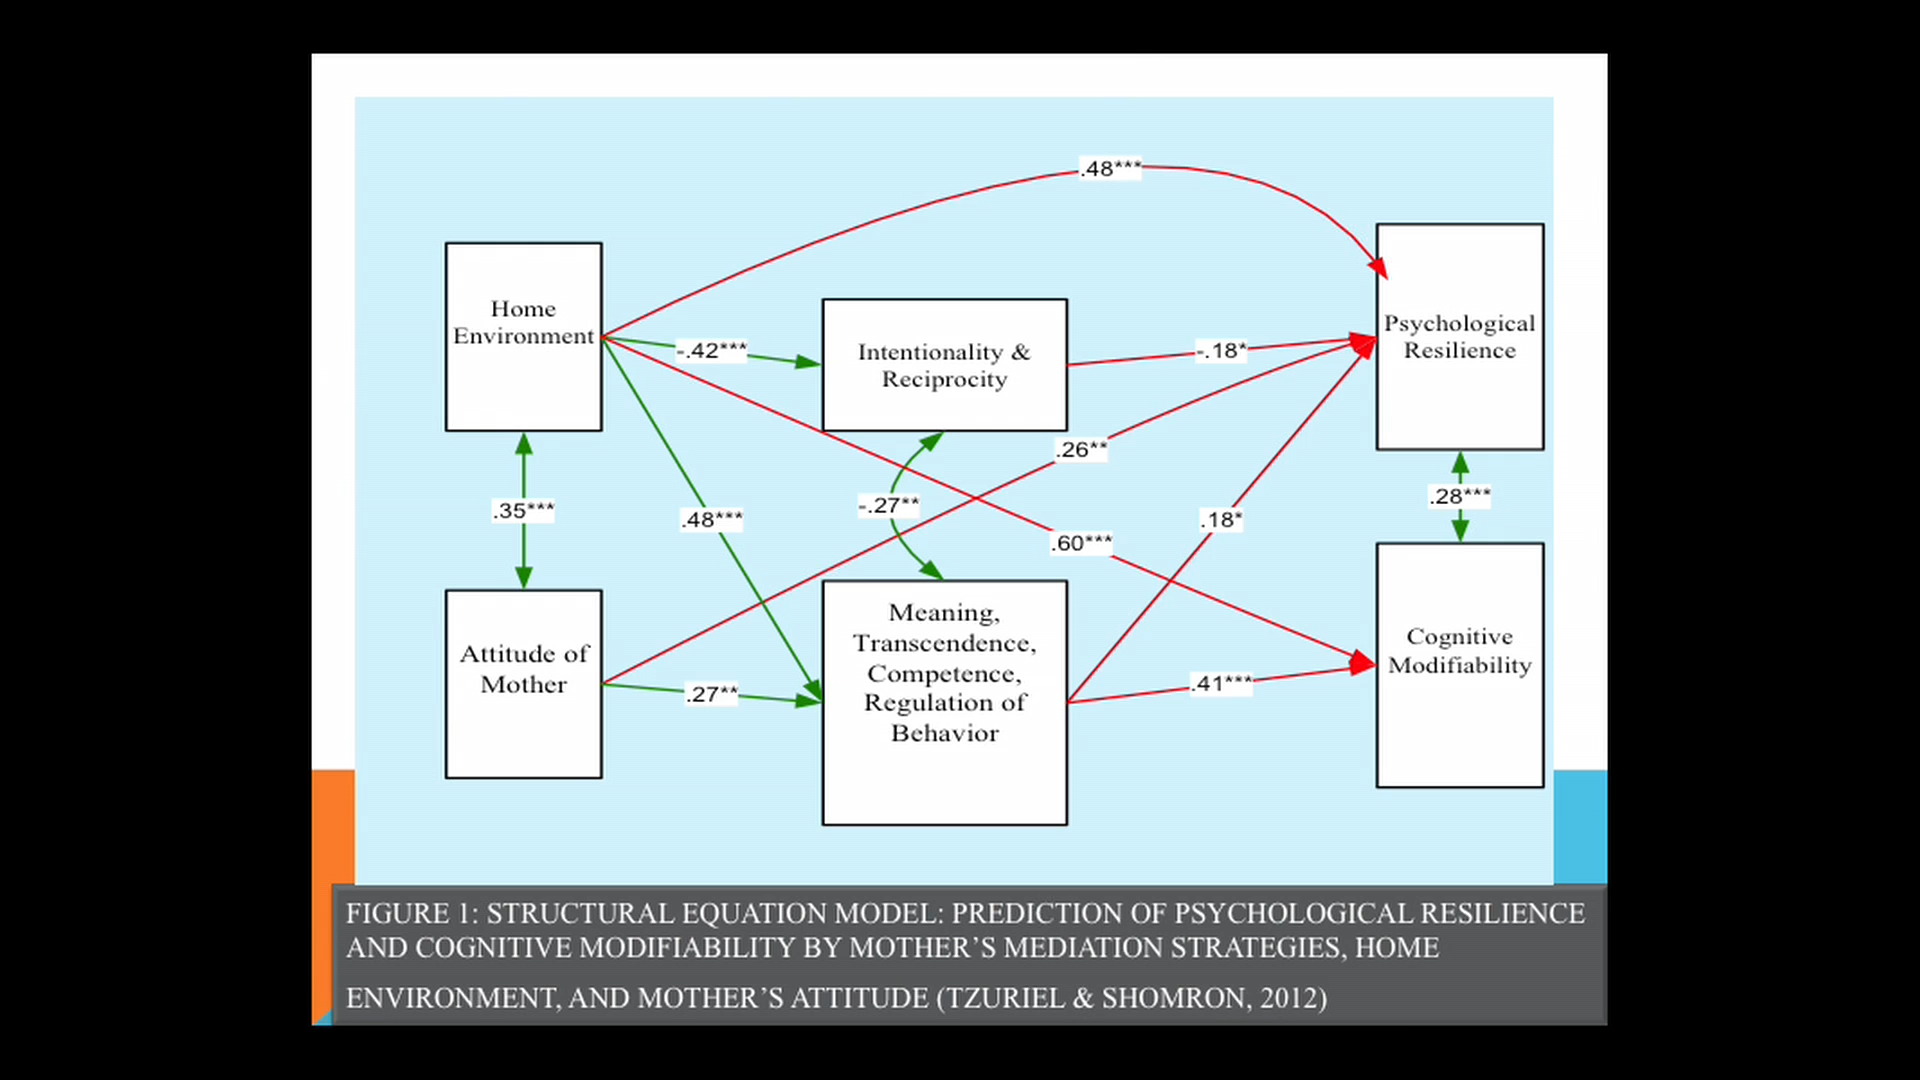 .48***
Home
Environment
Psychological
Resilience
-.42***
Intentionality &
Reciprocity
-.18*
.26**
.35***
.48***
-.27**
.60***
.18*
.28***
Attitude of
Mother
.27**
Meaning,
Transcendence,
Competence,
Regulation of
Behavior
.41***
Cognitive
Modifiability
FIGURE 1: STRUCTURAL EQUATION MODEL: PREDICTION OF PSYCHOLOGICAL RESILIENCE
AND COGNITIVE MODIFIABILITY BY MOTHER’S MEDIATION STRATEGIES, HOME
ENVIRONMENT, AND MOTHER’S ATTITUDE (TZURIEL & SHOMRON, 2012)